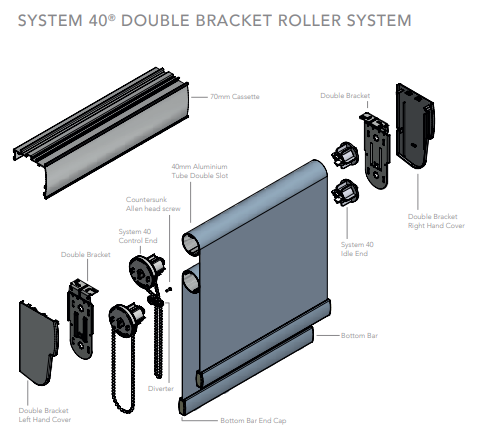 SYSTEM 40® DOUBLE BRACKET ROLLER SYSTEM
70mm Cassette
Double Bracket
40mm Aluminium
Tube Double Slot
Countersunk
Allen head screw
Double Bracket
Right Hand Cover
System 40
Control End
System 40
Idle End
Double Bracket
Bottom Bar
Diverter
Double Bracket
Left Hand Cover
Bottom Bar End Cap